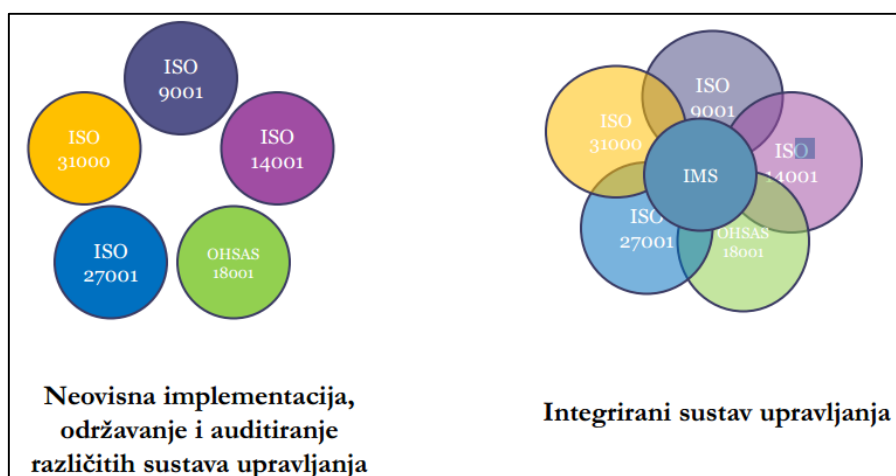 ISO
9001
ISO
31000
ISO
14001
ISO
27001
OHSAS
18001
Neovisna implementacija,
održavanje i auditiranje
različitih sustava upravljanja
ISO
9001
ISO
31000
ISO
14001
IMS
ISO
27001
OHSAS
18001
Integrirani sustav upravljanja